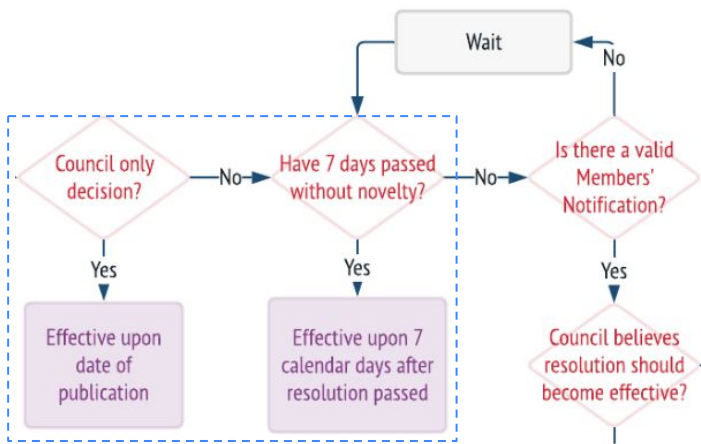 Wait
No
Council only
decision?
No
Have 7 days passed
without novelty?
No
Is there a valid
Members'
Notification?
Yes
Yes
Yes
Effective upon
date of
publication
Effective upon 7
calendar days after
resolution passed
Council believes
resolution should
become effective?